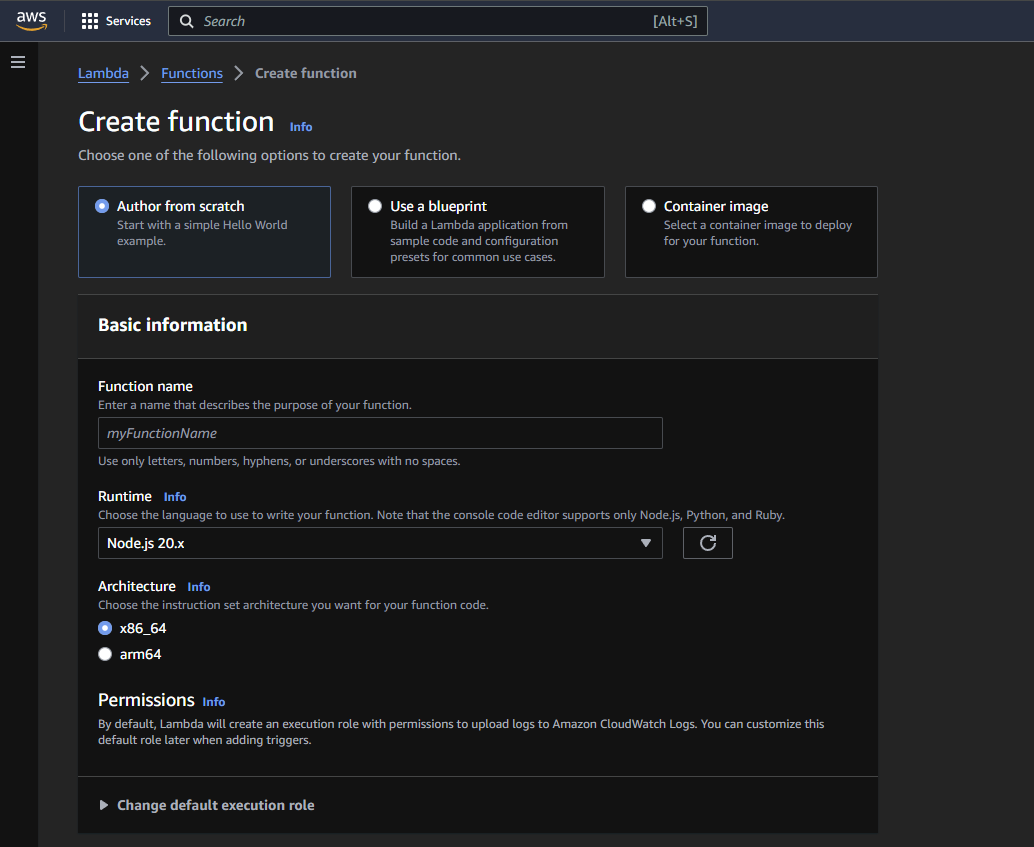 aws
Services
Search
[Alt+S]
Lambda
Functions
Create function
Create function Info
Choose one of the following options to create your function.
Author from scratch
Start with a simple Hello World
example.
Use a blueprint
Build a Lambda application from
sample code and configuration
presets for common use cases.
Container image
Select a container image to deploy
for your function.
Basic information
Function name
Enter a name that describes the purpose of your function.
myFunctionName
Use only letters, numbers, hyphens, or underscores with no spaces.
Runtime Info
Choose the language to use to write your function. Note that the console code editor supports only Node.js, Python, and Ruby.
Node.js 20.x
Architecture Info
Choose the instruction set architecture you want for your function code.
x86_64
arm64
Permissions Info
By default, Lambda will create an execution role with permissions to upload logs to Amazon CloudWatch Logs. You can customize this
default role later when adding triggers.
Change default execution role